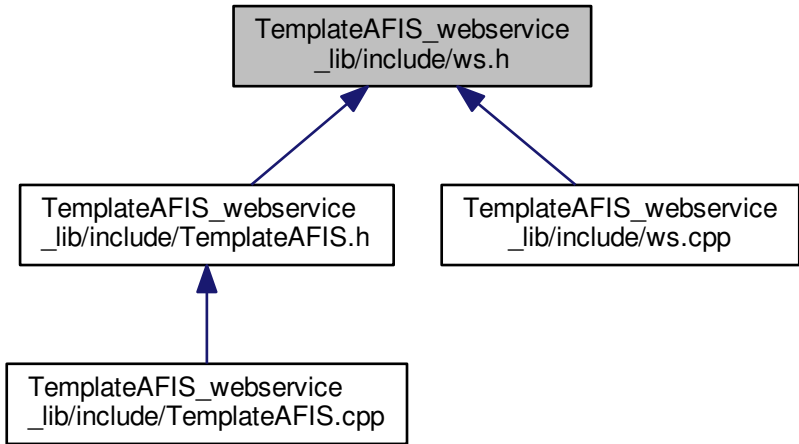 TemplateAFIS_webservice
_lib/include/ws.h
TemplateAFIS_webservice
_lib/include/TemplateAFIS.h
TemplateAFIS_webservice
_lib/include/ws.cpp
TemplateAFIS_webservice
_lib/include/TemplateAFIS.cpp